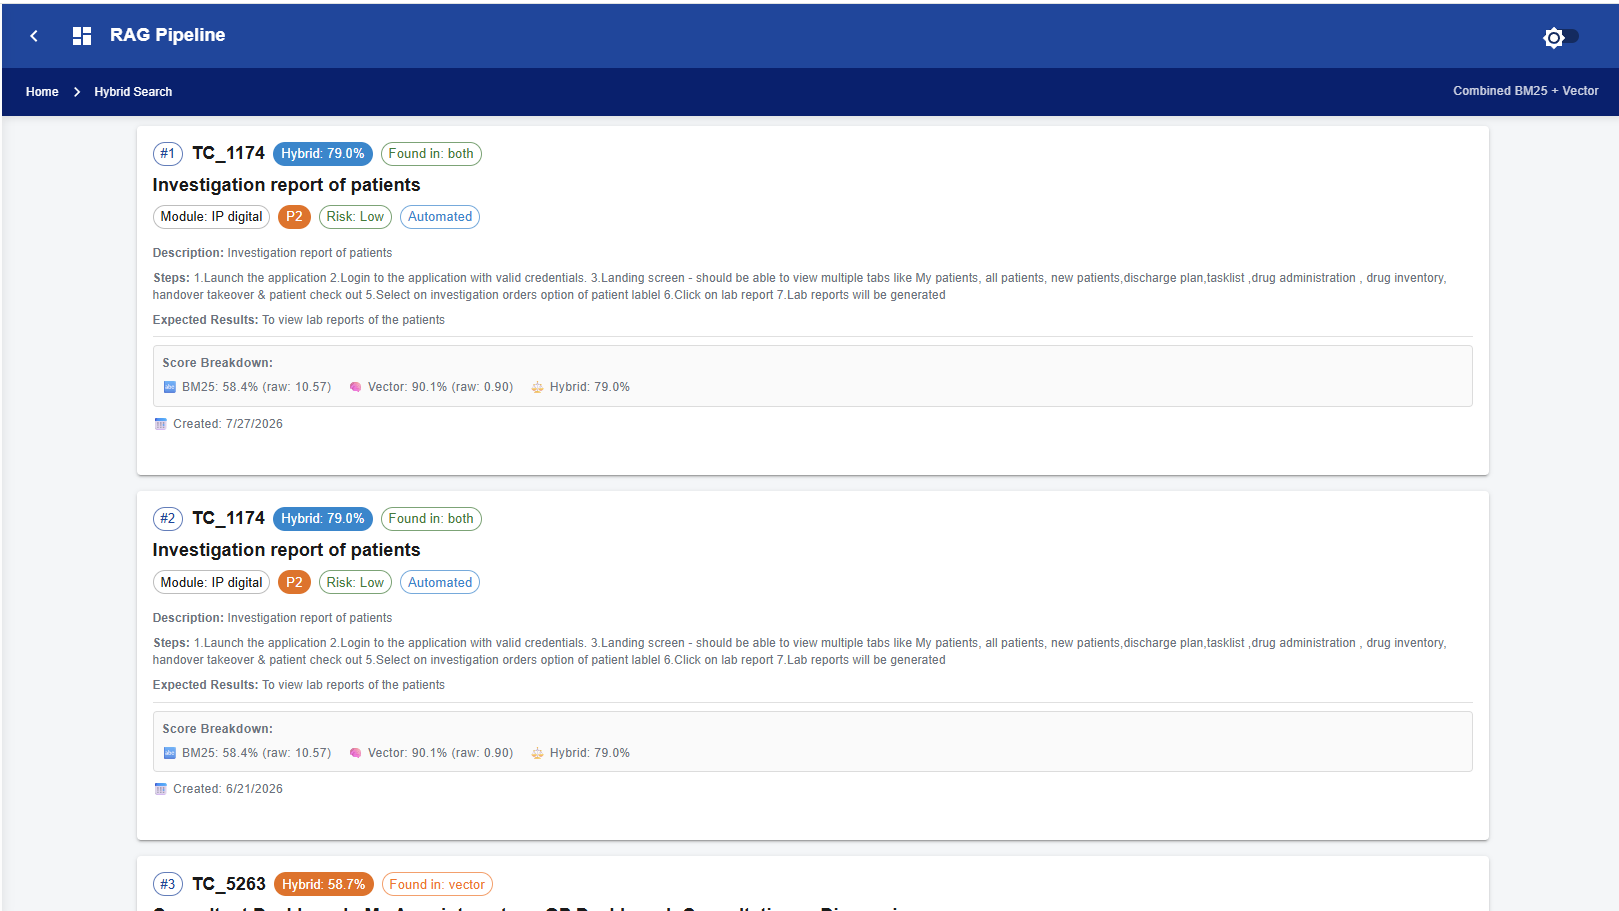 RAG Pipeline
Home > Hybrid Search
Combined BM25 + Vector
#1 TC_1174 Hybrid: 79.0% Found in: both
Investigation report of patients
Module: IP digital P2 Risk: Low Automated
Description: Investigation report of patients
Steps: 1.Launch the application 2.Login to the application with valid credentials. 3.Landing screen - should be able to view multiple tabs like My patients, all patients, new patients,discharge plan,tasklist ,drug administration , drug inventory,
handover takeover & patient check out 5.Select on investigation orders option of patient lablel 6.Click on lab report 7.Lab reports will be generated
Expected Results: To view lab reports of the patients
Score Breakdown:
BM25: 58.4% (raw: 10.57) Vector: 90.1% (raw: 0.90) Hybrid: 79.0%
Created: 7/27/2026
#2 TC_1174 Hybrid: 79.0% Found in: both
Investigation report of patients
Module: IP digital P2 Risk: Low Automated
Description: Investigation report of patients
Steps: 1.Launch the application 2.Login to the application with valid credentials. 3.Landing screen - should be able to view multiple tabs like My patients, all patients, new patients,discharge plan,tasklist ,drug administration , drug inventory,
handover takeover & patient check out 5.Select on investigation orders option of patient lablel 6.Click on lab report 7.Lab reports will be generated
Expected Results: To view lab reports of the patients
Score Breakdown:
BM25: 58.4% (raw: 10.57) Vector: 90.1% (raw: 0.90) Hybrid: 79.0%
Created: 6/21/2026
#3 TC_5263 Hybrid: 58.7% Found in: vector